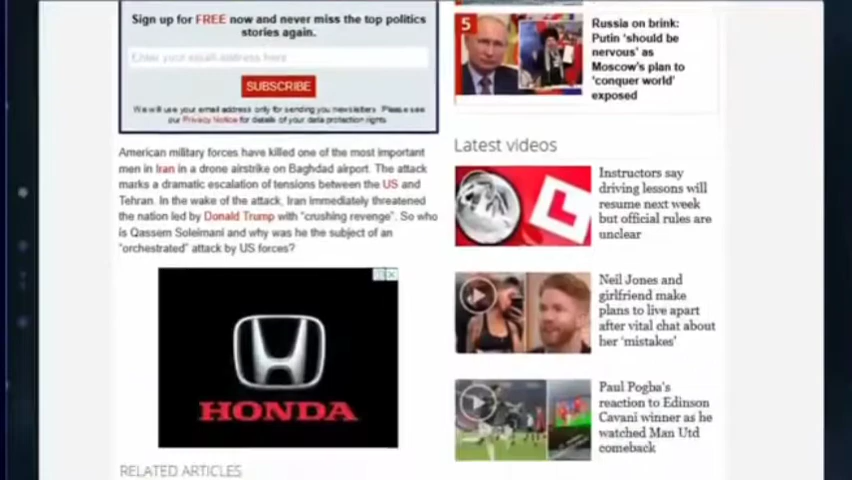 Sign up for FREE now and never miss the top politics
stories again.
Enter your email address here
SUBSCRIBE
We will use your email address only for sending you newsletters. Please see
our Privacy Notice for details of your data protection rights.
American military forces have killed one of the most important
men in Iran in a drone airstrike on Baghdad airport. The attack
marks a dramatic escalation of tensions between the US and
Tehran. In the wake of the attack, Iran immediately threatened
the nation led by Donald Trump with “crushing revenge”. So who
is Qassem Soleimani and why was he the subject of an
“orchestrated” attack by US forces?
HONDA
RELATED ARTICLES
5
Russia on brink:
Putin ‘should be
nervous’ as
Moscow's plan to
‘conquer world’
exposed
Latest videos
L
Instructors say
driving lessons will
resume next week
but official rules are
unclear
Neil Jones and
girlfriend make
plans to live apart
after vital chat about
her ‘mistakes’
Paul Pogba's
reaction to Edinson
Cavani winner as he
watched Man Utd
comeback